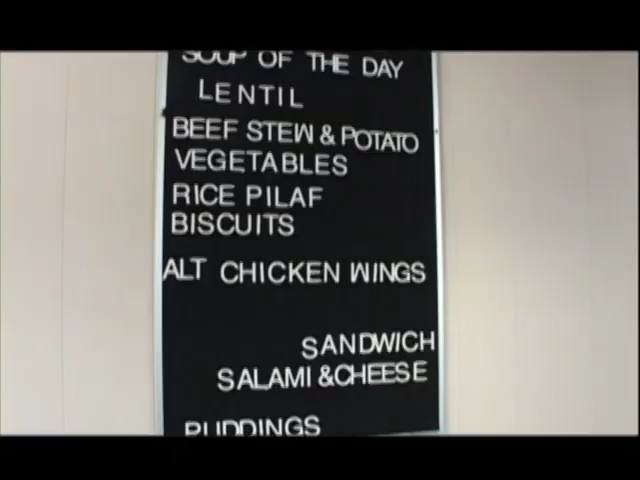 SOUP OF THE DAY
LENTIL
BEEF STEW & POTATO
VEGETABLES
RICE PILAF
BISCUITS
ALT CHICKEN WINGS
SANDWICH
SALAMI & CHEESE
PUDDINGS